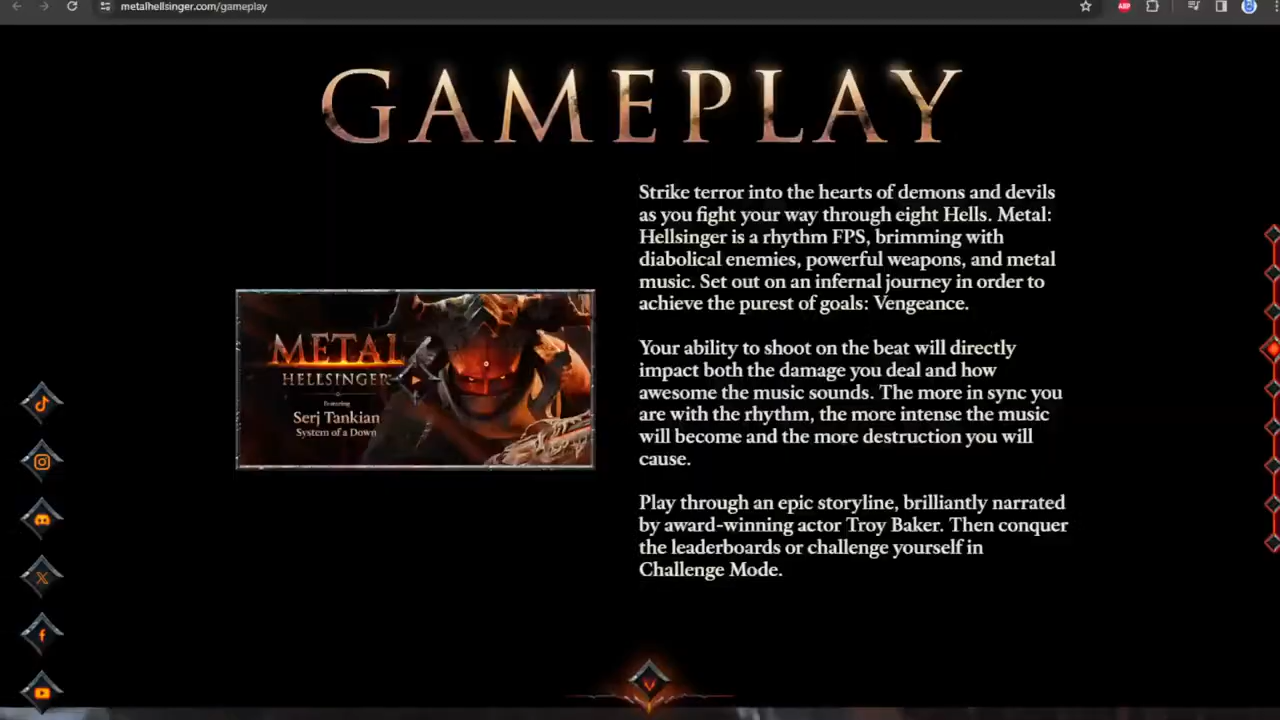 metalhellsinger.com/gameplay
ABP
GAMEPLAY
Strike terror into the hearts of demons and devils
as you fight your way through eight Hells. Metal:
Hellsinger is a rhythm FPS, brimming with
diabolical enemies, powerful weapons, and metal
music. Set out on an infernal journey in order to
achieve the purest of goals: Vengeance.
METAL
HELLSINGER
Featuring
Serj Tankian
System of a Down
Your ability to shoot on the beat will directly
impact both the damage you deal and how
awesome the music sounds. The more in sync you
are with the rhythm, the more intense the music
will become and the more destruction you will
cause.
Play through an epic storyline, brilliantly narrated
by award-winning actor Troy Baker. Then conquer
the leaderboards or challenge yourself in
Challenge Mode.